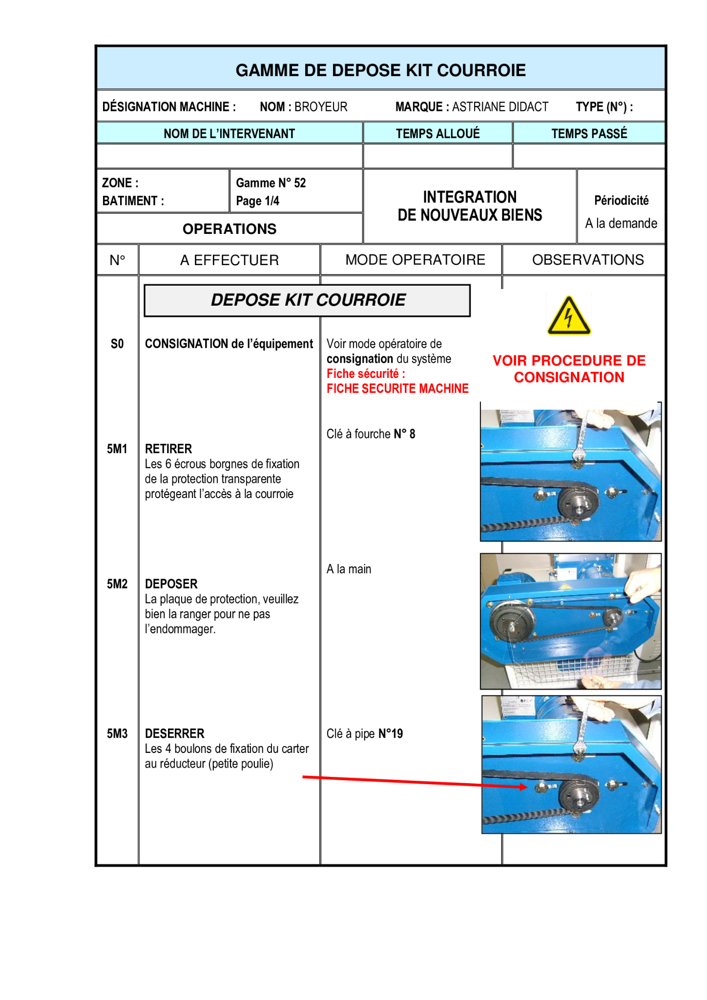 GAMME DE DEPOSE KIT COURROIE
DÉSIGNATION MACHINE : NOM : BROYEUR MARQUE : ASTRIANE DIDACT TYPE (N°) :
NOM DE L’INTERVENANT TEMPS ALLOUÉ TEMPS PASSÉ
ZONE :
BATIMENT :
Gamme N° 52
Page 1/4
INTEGRATION
DE NOUVEAUX BIENS
Périodicité
A la demande
OPERATIONS
N° A EFFECTUER MODE OPERATOIRE OBSERVATIONS
DEPOSE KIT COURROIE
S0 CONSIGNATION de l’équipement
Voir mode opératoire de
consignation du système
Fiche sécurité :
FICHE SECURITE MACHINE
VOIR PROCEDURE DE
CONSIGNATION
Clé à fourche N° 8
5M1 RETIRER
Les 6 écrous borgnes de fixation
de la protection transparente
protégeant l’accès à la courroie
A la main
5M2 DEPOSER
La plaque de protection, veuillez
bien la ranger pour ne pas
l’endommager.
5M3 DESERRER Clé à pipe N°19
Les 4 boulons de fixation du carter
au réducteur (petite poulie)